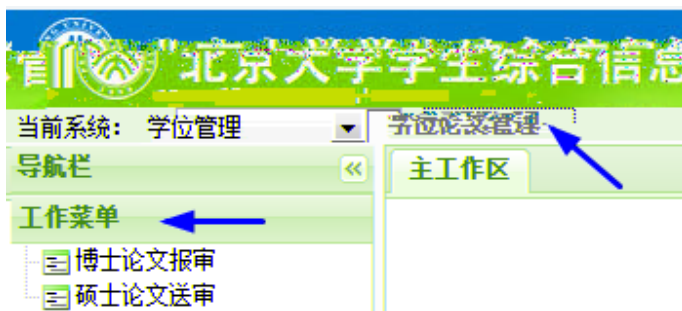 北京大学学生综合信息
当前系统： 学位管理 学位论文管理
导航栏 主工作区
工作菜单
博士论文报审
硕士论文送审